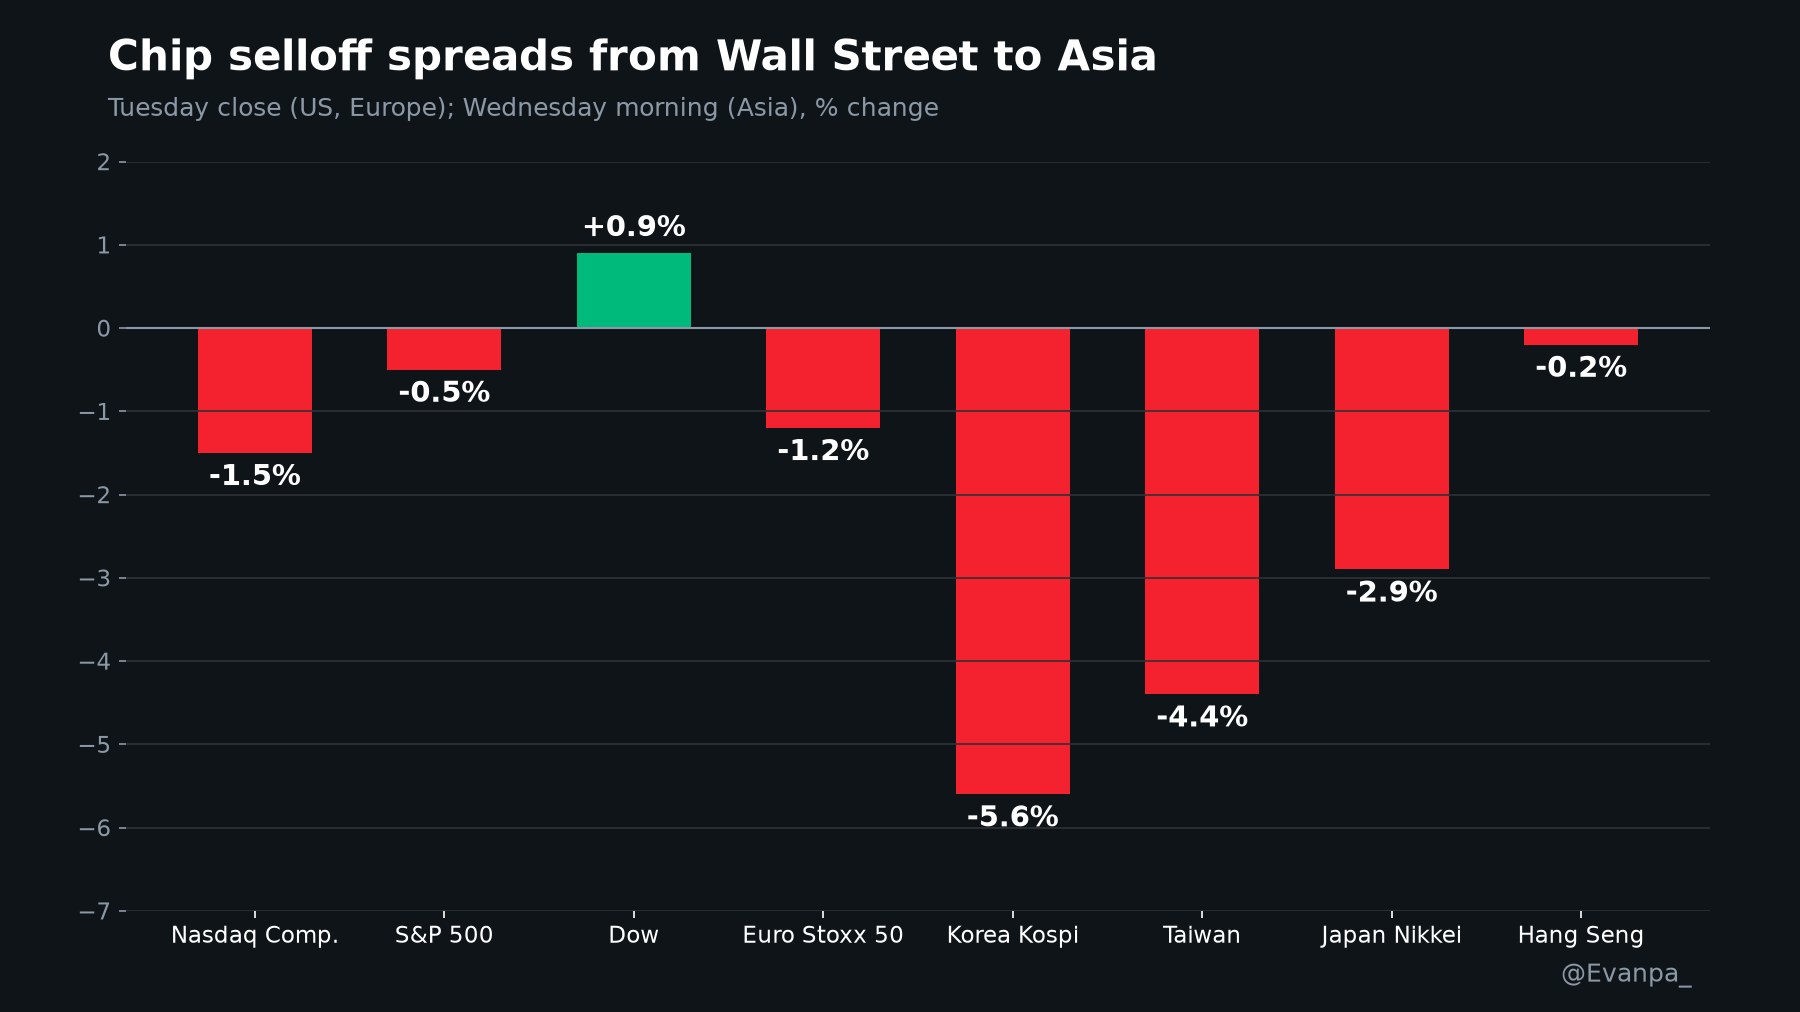 Chip selloff spreads from Wall Street to Asia
Tuesday close (US, Europe); Wednesday morning (Asia), % change
2
1
0
−1
−2
−3
−4
−5
−6
−7
-1.5%
-0.5%
+0.9%
-1.2%
-5.6%
-4.4%
-2.9%
-0.2%
Nasdaq Comp.
S&P 500
Dow
Euro Stoxx 50
Korea Kospi
Taiwan
Japan Nikkei
Hang Seng
@Evanpa_